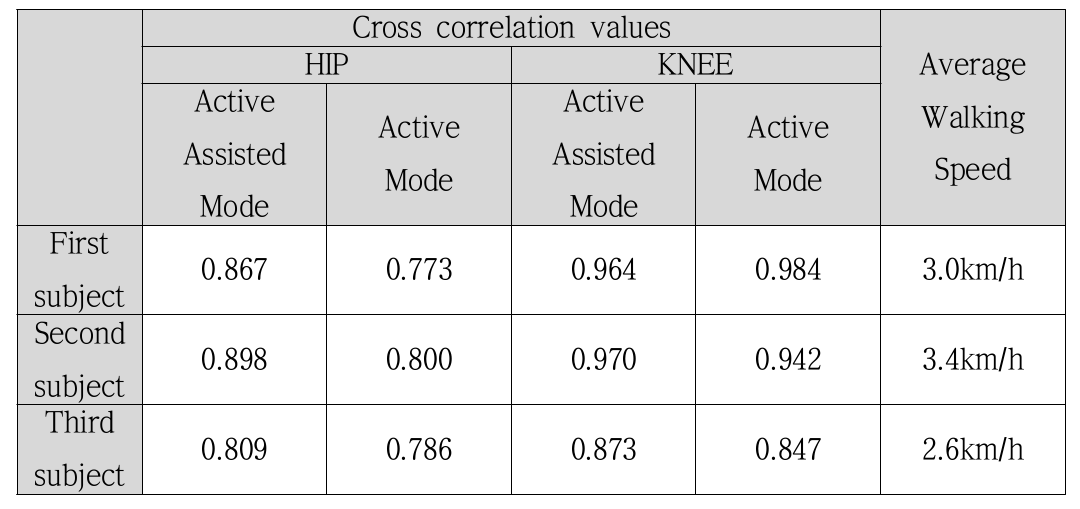 Cross correlation values
HIP
KNEE
Average
Walking
Speed
Active
Assisted
Mode
Active
Mode
Active
Assisted
Mode
Active
Mode
First
subject
0.867
0.773
0.964
0.984
3.0km/h
Second
subject
0.898
0.800
0.970
0.942
3.4km/h
Third
subject
0.809
0.786
0.873
0.847
2.6km/h